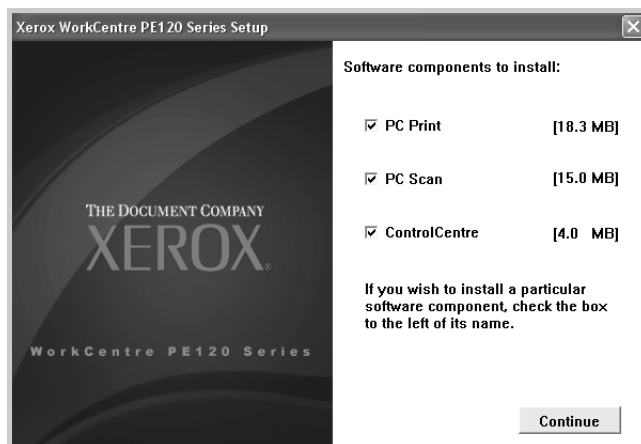 Xerox WorkCentre PE120 Series Setup
Software components to install:
PC Print [18.3 MB]
PC Scan [15.0 MB]
ControlCentre [4.0 MB]
If you wish to install a particular
software component, check the box
to the left of its name.
THE DOCUMENT COMPANY
XEROX®
WorkCentre PE120 Series
Continue